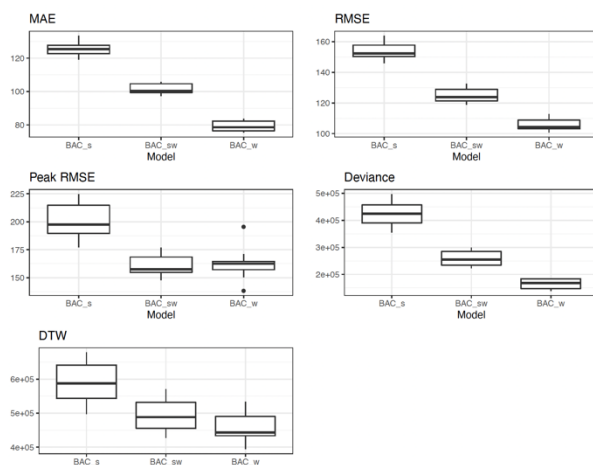 MAE
120
100
80
BAC_s BAC_sw BAC_w
Model
RMSE
160
140
120
100
BAC_s BAC_sw BAC_w
Model
Peak RMSE
225
200
175
150
BAC_s BAC_sw BAC_w
Model
Deviance
5e+05
4e+05
3e+05
2e+05
BAC_s BAC_sw BAC_w
Model
DTW
6e+05
5e+05
4e+05
BAC_s BAC_sw BAC_w